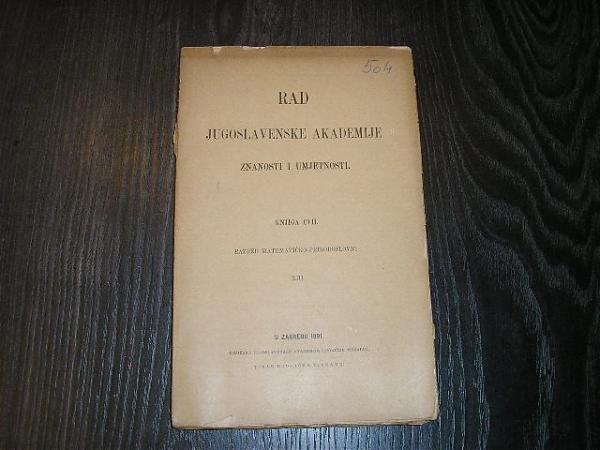 504
RAD
JUGOSLAVENSKE AKADEMIJE
ZNANOSTI I UMJETNOSTI.
KNJIGA CVII.
RAZRED MATEMATIČKO-PRIRODOSLOVNI
XIII.
U ZAGREBU 1891.